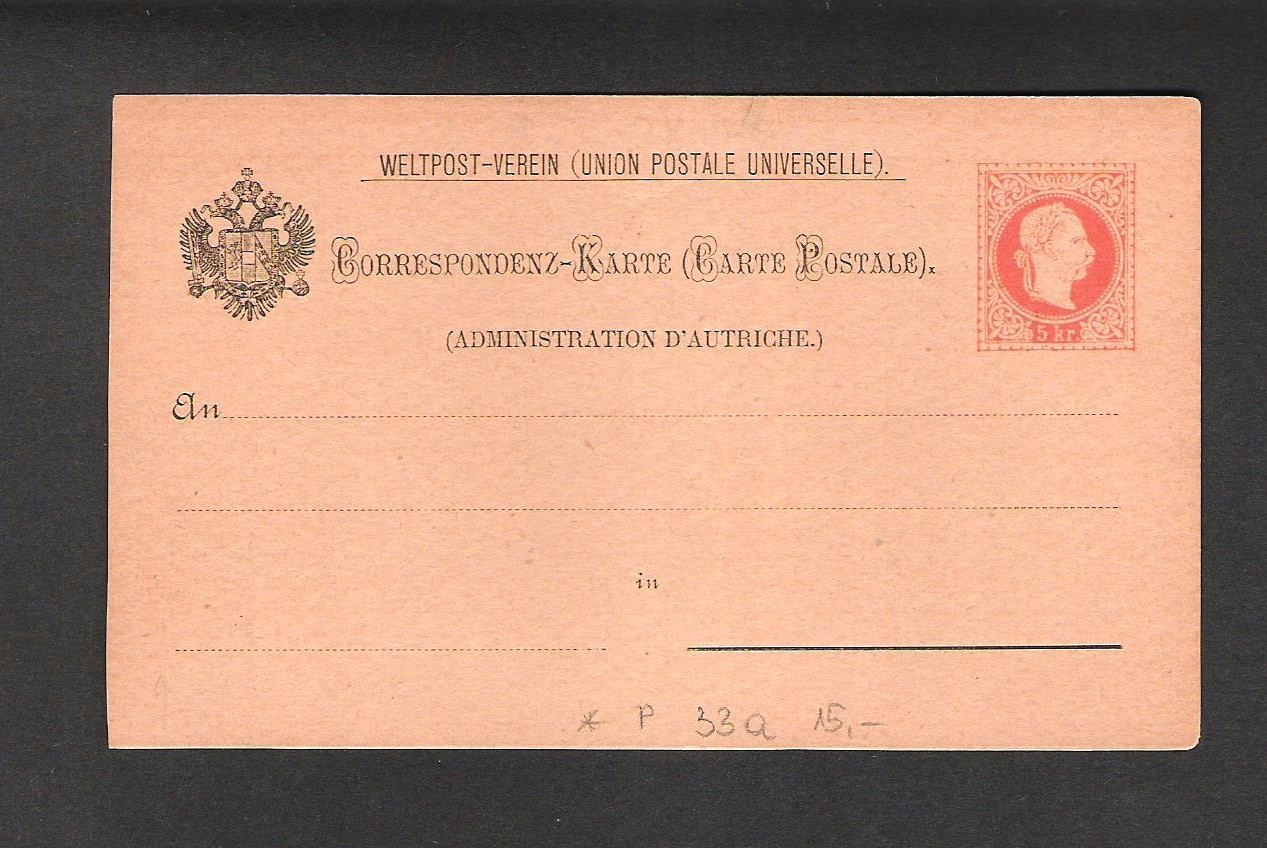 WELTPOST-VEREIN (UNION POSTALE UNIVERSELLE).
CORRESPONDENZ-KARTE (CARTE POSTALE).
(ADMINISTRATION D'AUTRICHE.)
5 kr.
An
in
* P 33a 15,-